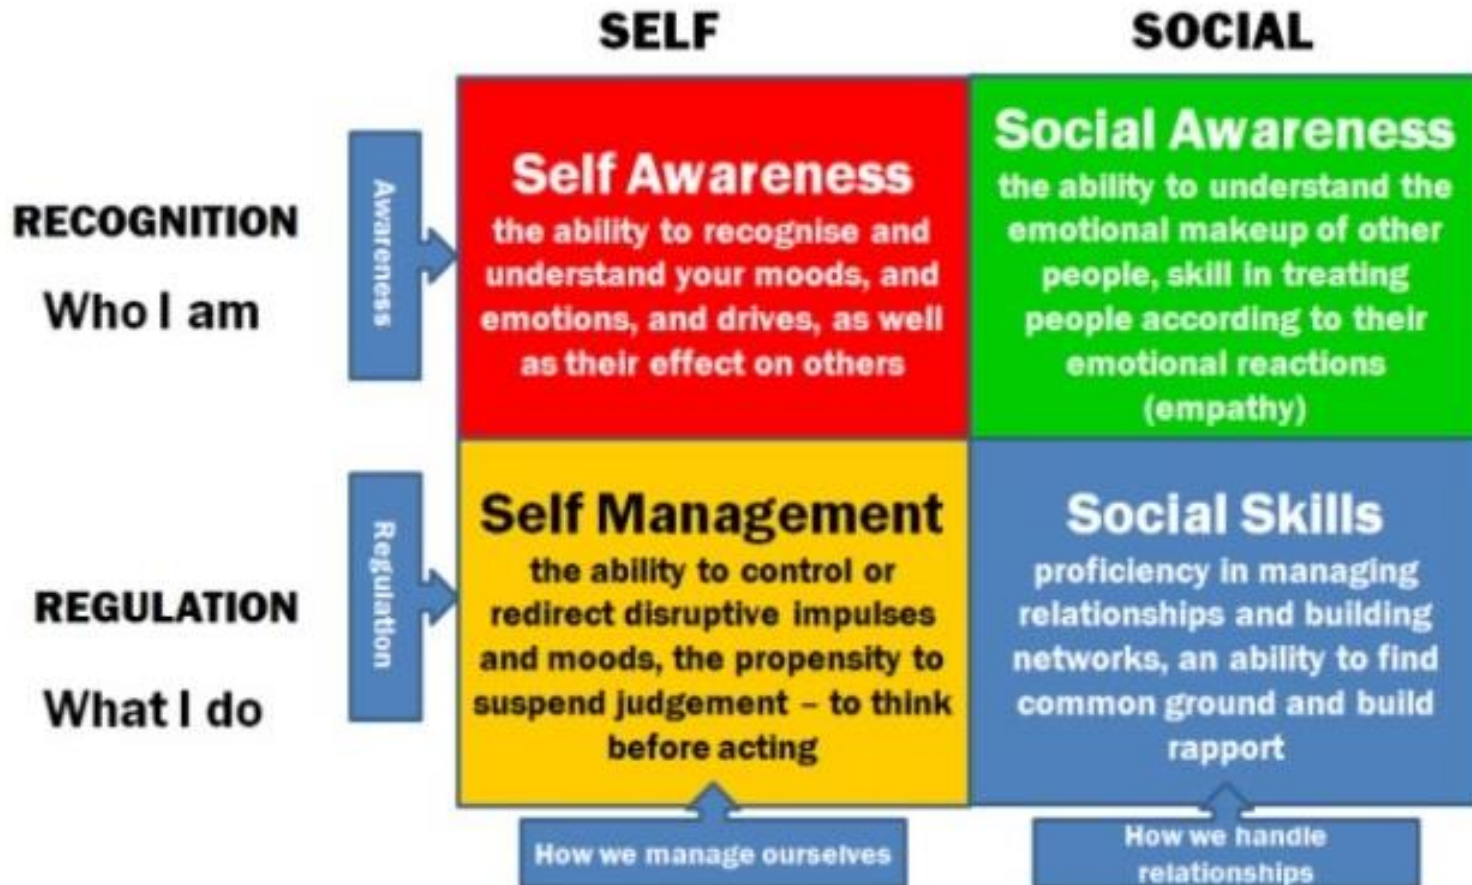 SELF
SOCIAL
RECOGNITION
Who I am
Awareness
Self Awareness
the ability to recognise and
understand your moods, and
emotions, and drives, as well
as their effect on others
Social Awareness
the ability to understand the
emotional makeup of other
people, skill in treating
people according to their
emotional reactions
(empathy)
REGULATION
What I do
Regulation
Self Management
the ability to control or
redirect disruptive impulses
and moods, the propensity to
suspend judgement – to think
before acting
Social Skills
proficiency in managing
relationships and building
networks, an ability to find
common ground and build
rapport
How we manage ourselves
How we handle
relationships